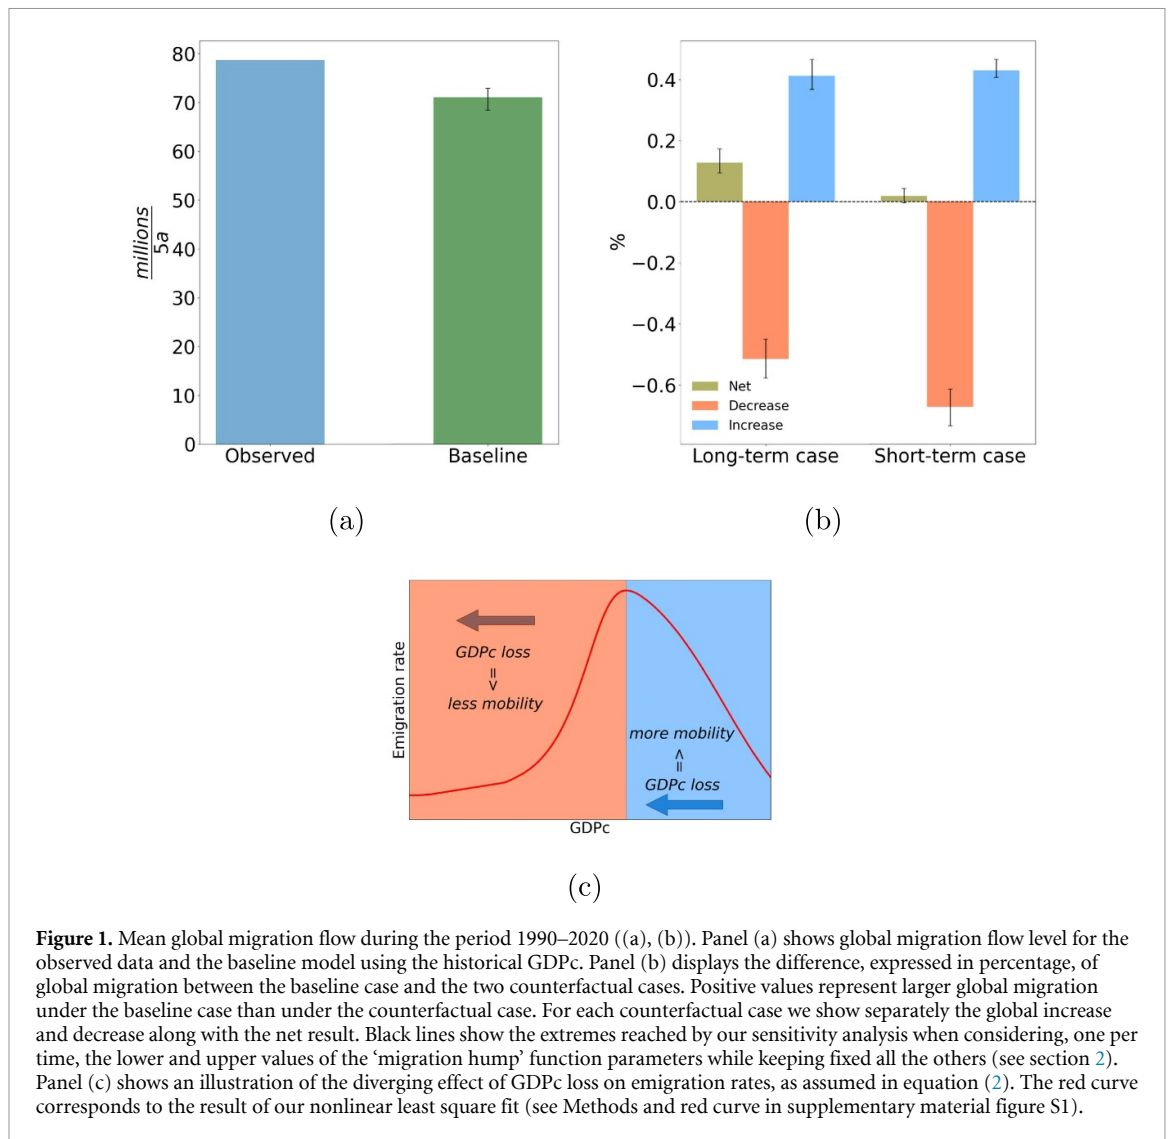 80
70
60
50
40
30
20
10
0
millions
5a
Observed
Baseline
(a)
0.4
0.2
0.0
−0.2
−0.4
−0.6
%
Net
Decrease
Increase
Long-term case
Short-term case
(b)
Emigration rate
GDPc loss
=>
less mobility
more mobility
=>
GDPc loss
GDPc
(c)
Figure 1. Mean global migration flow during the period 1990–2020 ((a), (b)). Panel (a) shows global migration flow level for the
observed data and the baseline model using the historical GDPc. Panel (b) displays the difference, expressed in percentage, of
global migration between the baseline case and the two counterfactual cases. Positive values represent larger global migration
under the baseline case than under the counterfactual case. For each counterfactual case we show separately the global increase
and decrease along with the net result. Black lines show the extremes reached by our sensitivity analysis when considering, one per
time, the lower and upper values of the ‘migration hump’ function parameters while keeping fixed all the others (see section 2).
Panel (c) shows an illustration of the diverging effect of GDPc loss on emigration rates, as assumed in equation (2). The red curve
corresponds to the result of our nonlinear least square fit (see Methods and red curve in supplementary material figure S1).